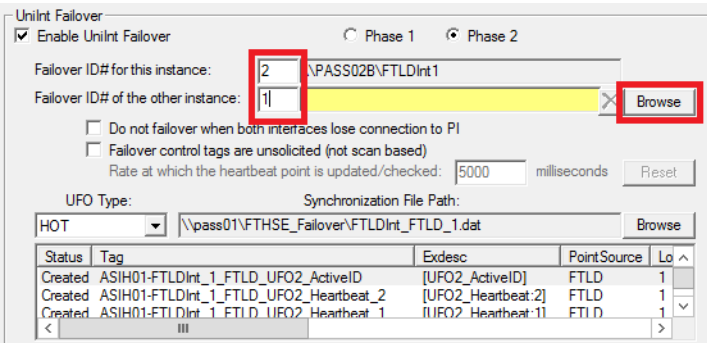 UniInt Failover
Enable UniInt Failover Phase 1 Phase 2
Failover ID# for this instance: 2 \PASS02B\FTLDInt1
Failover ID# of the other instance: 1 Browse
Do not failover when both interfaces lose connection to PI
Failover control tags are unsolicited (not scan based)
Rate at which the heartbeat point is updated/checked: 5000 milliseconds Reset
UFO Type: Synchronization File Path:
HOT \\pass01\FTHSE_Failover\FTLDInt_FTLD_1.dat Browse
Status Tag Exdesc PointSource Lo
Created ASIH01-FTLDInt_1_FTLD_UFO2_ActiveID [UFO2_ActiveID] FTLD 1
Created ASIH01-FTLDInt_1_FTLD_UFO2_Heartbeat_2 [UFO2_Heartbeat:2] FTLD 1
Created ASIH01-FTLDInt_1_FTLD_UFO2_Heartbeat_1 [UFO2_Heartbeat:1] FTLD 1